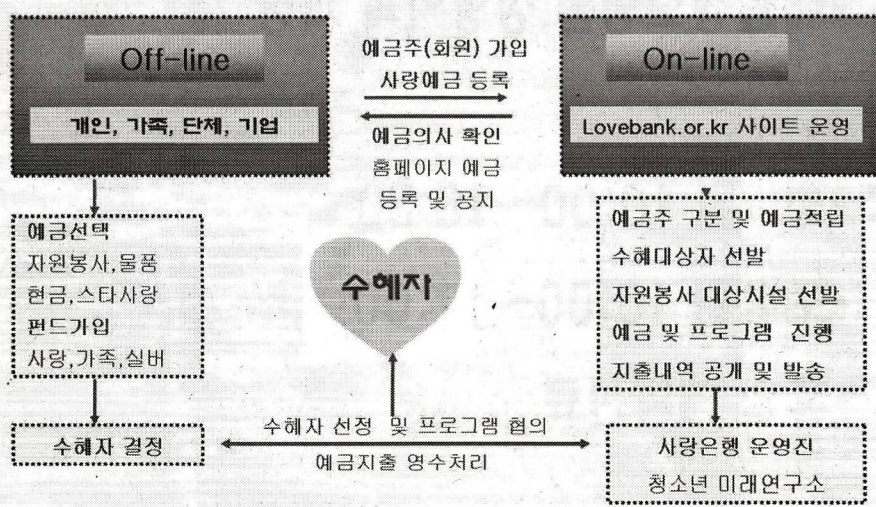 Off-line
개인, 가족, 단체, 기업
예금주(회원) 가입
사랑예금 등록
예금의사 확인
홈페이지 예금
등록 및 공지
On-line
Lovebank.or.kr 사이트 운영
예금선택
자원봉사,물품
현금,스타사랑
펀드가입
사랑,가족,실버
수혜자
예금주 구분 및 예금적립
수혜대상자 선발
자원봉사 대상시설 선발
예금 및 프로그램 진행
지출내역 공개 및 발송
수혜자 결정
수혜자 선정 및 프로그램 협의
예금지출 영수처리
사랑은행 운영진
청소년 미래연구소